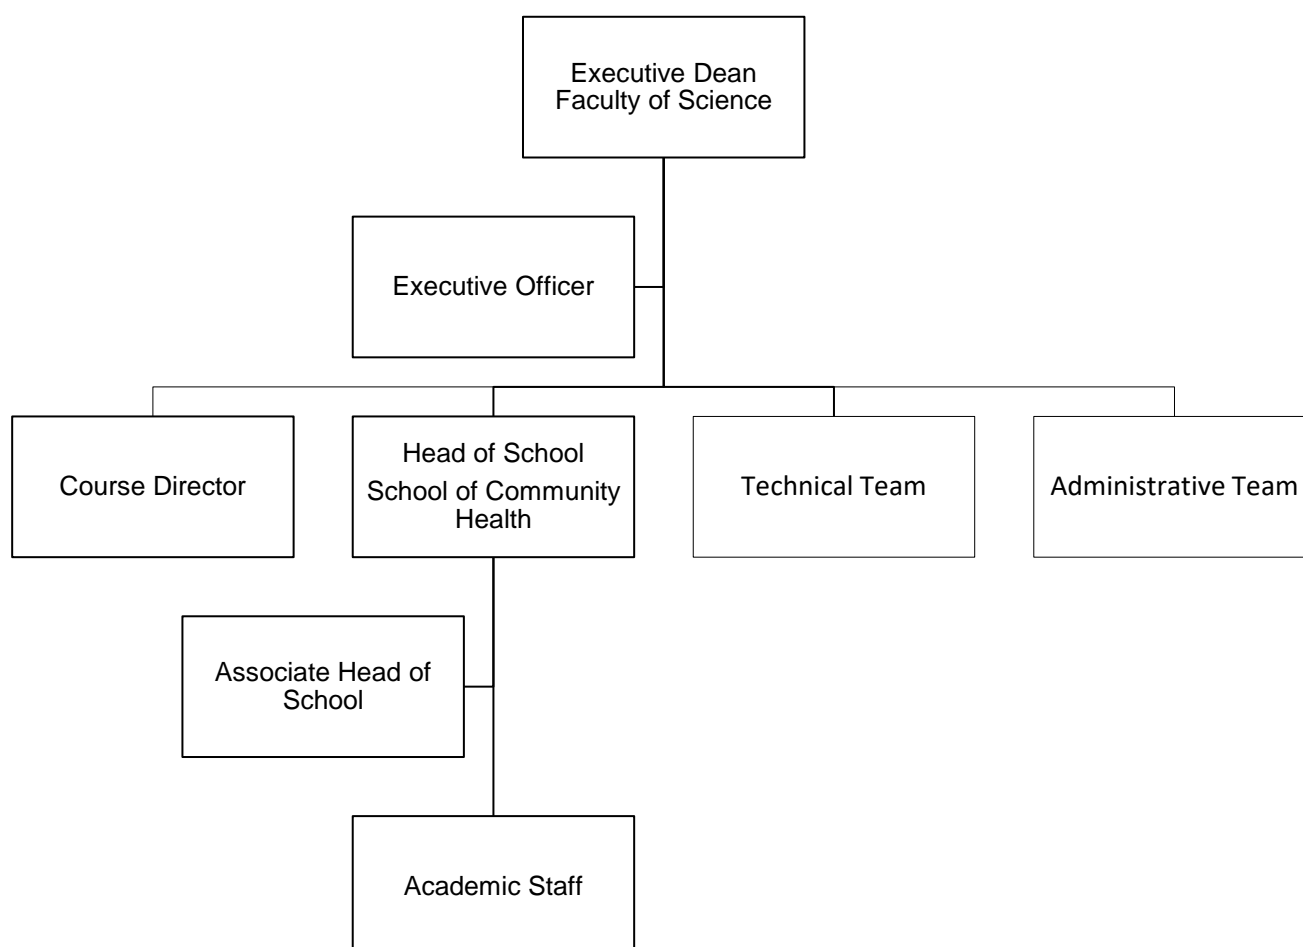 Executive Dean
Faculty of Science
Executive Officer
Course Director
Head of School
School of Community
Health
Technical Team
Administrative Team
Associate Head of
School
Academic Staff